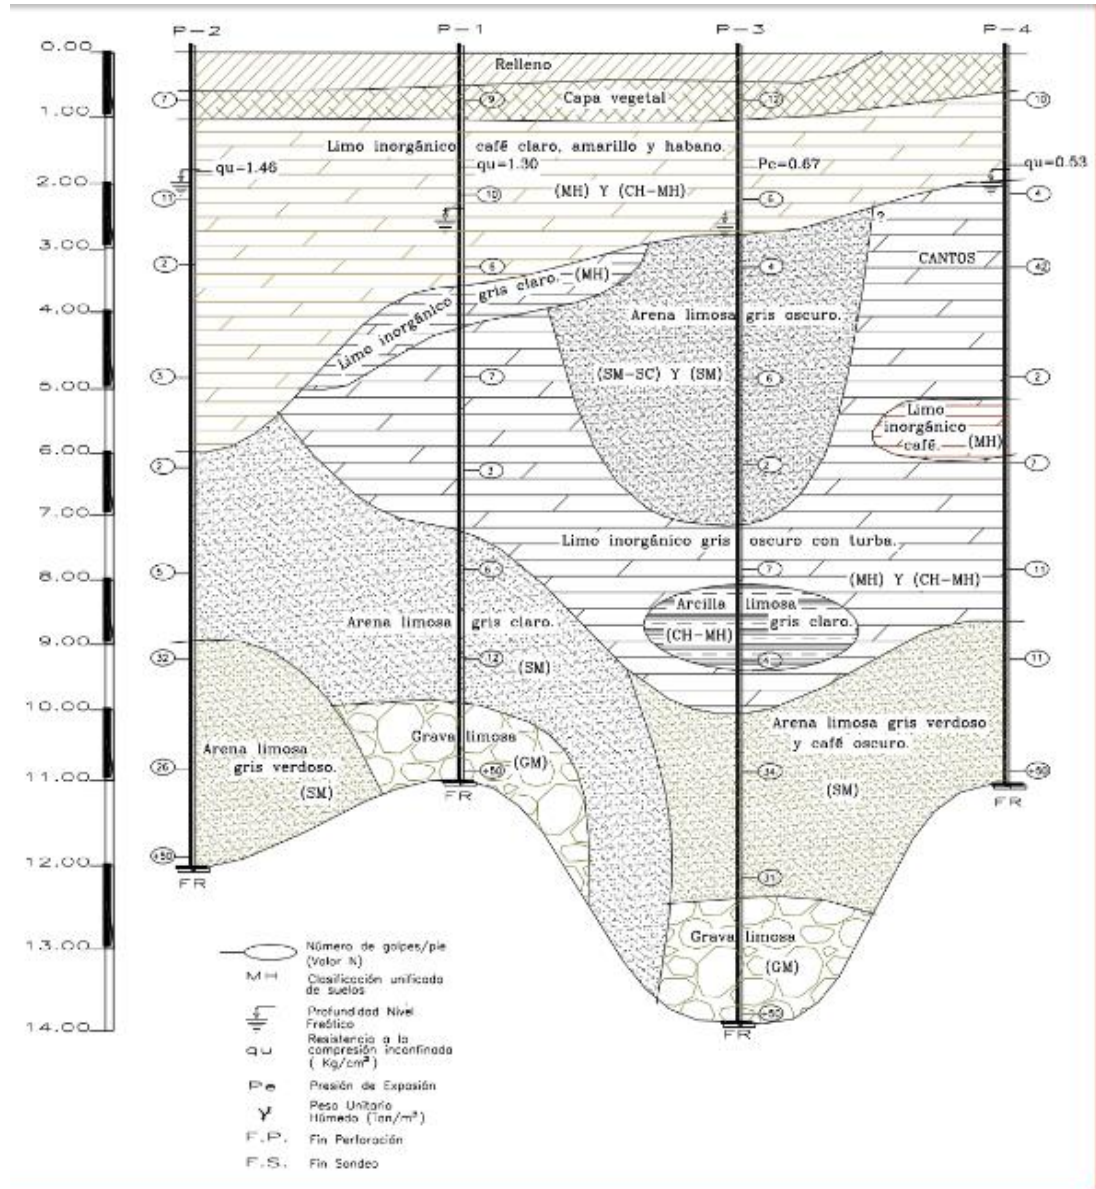 P-2 P-1 P-3 P-4
0.00
Relleno
7 9 Capa vegetal 12 10
1.00
Limo inorgánico café claro, amarillo y habano.
qu=1.46 qu=1.30 Pe=0.67 qu=0.53
2.00
11 10 (MH) Y (CH-MH) 6 4
?
3.00
2 6 4 CANTOS 42
Limo inorgánico gris claro. (MH)
4.00
Arena limosa gris oscuro.
3 7 (SM-SC) Y (SM) 6 2
5.00
Limo
inorgánico
café. (MH)
6.00
2 3 2 7
7.00
Limo inorgánico gris oscuro con turba.
8.00
5 6 7 (MH) Y (CH-MH) 11
Arcilla limosa
gris claro.
(CH-MH)
Arena limosa gris claro.
9.00
32 12 (SM) 4 11
10.00
Arena limosa gris verdoso
y café oscuro.
(SM)
Grava limosa
(GM)
Arena limosa
gris verdoso.
(SM)
26 +50 34 +50
11.00
FR FR
12.00
+50 31
FR
13.00
Grava limosa
(GM)
14.00
+50
FR
Número de golpes/pie
(Valor N)
MH Clasificación unificada
de suelos
Profundidad Nivel
Freático
qu Resistencia a la
compresión inconfinada
( Kg/cm²)
Pe Presión de Expasión
γ Peso Unitario
Húmedo (Ton/m³)
F.P. Fin Perforación
F.S. Fin Sondeo